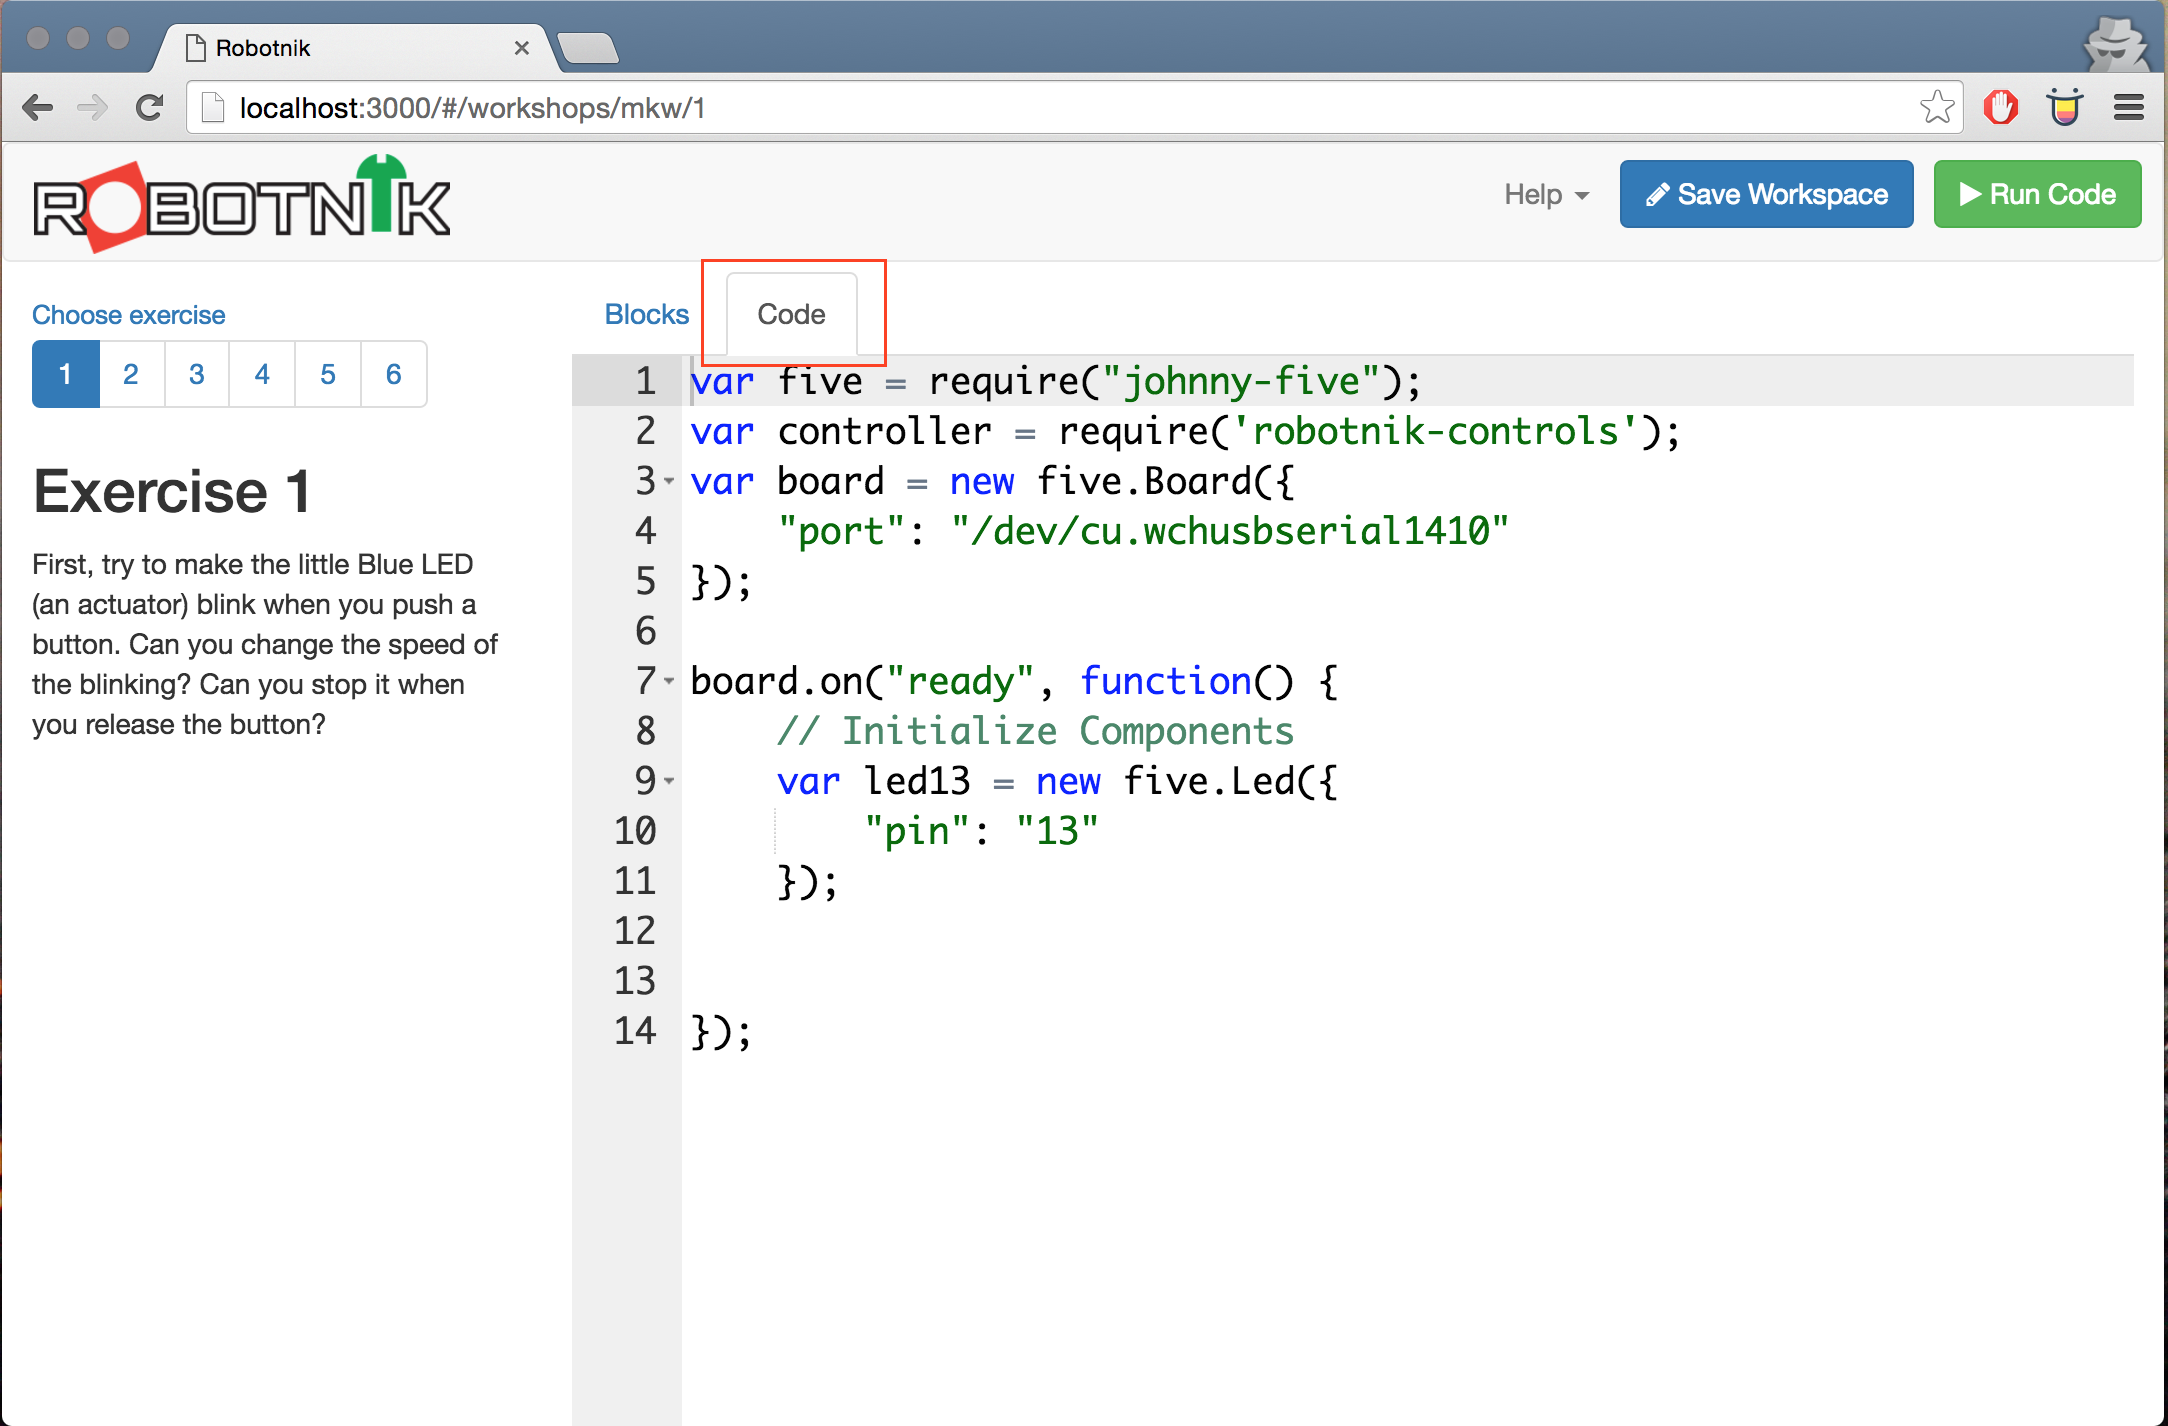 Robotnik
localhost:3000/#/workshops/mkw/1
ROBOTNIK
Help
Save Workspace
Run Code
Choose exercise
1 2 3 4 5 6
Exercise 1
First, try to make the little Blue LED
(an actuator) blink when you push a
button. Can you change the speed of
the blinking? Can you stop it when
you release the button?
Blocks
Code
1 var five = require("johnny-five");
2 var controller = require('robotnik-controls');
3 var board = new five.Board({
4     "port": "/dev/cu.wchusbserial1410"
5 });
6
7 board.on("ready", function() {
8     // Initialize Components
9     var led13 = new five.Led({
10         "pin": "13"
11     });
12
13
14 });